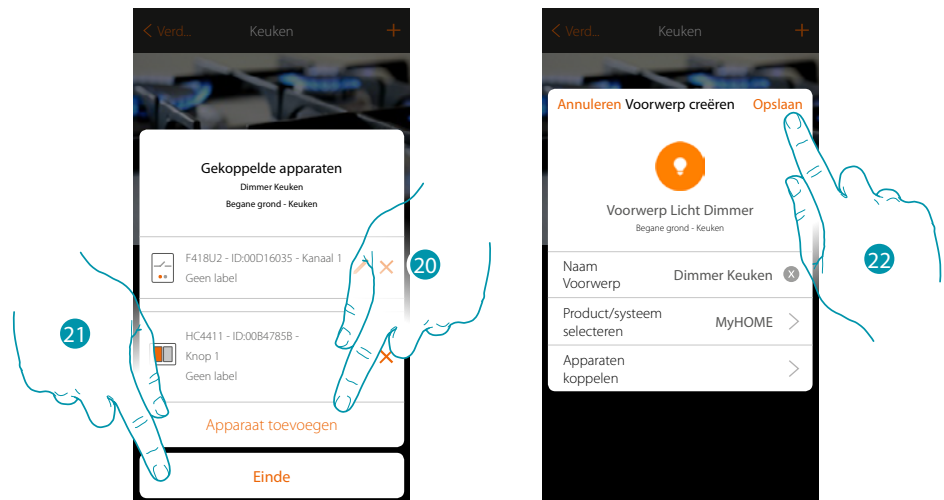 Verd...
Keuken
Gekoppelde apparaten
Dimmer Keuken
Begane grond - Keuken
F418U2 - ID:00D16035 - Kanaal 1
Geen label
20
HC4411 - ID:00B4785B -
Knop 1
Geen label
21
Apparaat toevoegen
Einde
Verd...
Keuken
Annuleren Voorwerp creëren Opslaan
Voorwerp Licht Dimmer
Begane grond - Keuken
22
Naam
Voorwerp
Dimmer Keuken
Product/systeem
selecteren
MyHOME
Apparaten
koppelen